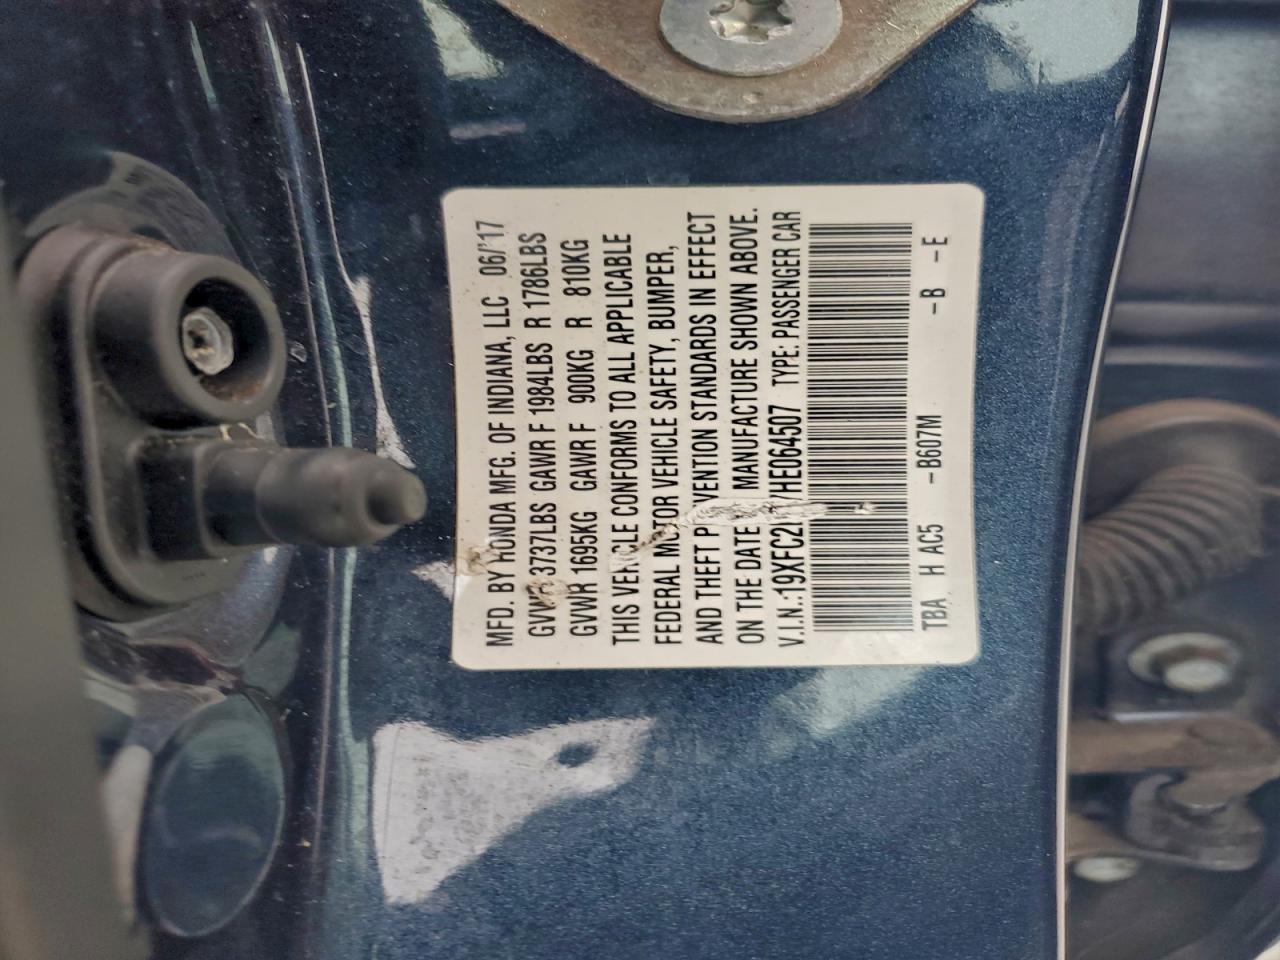 MFD. BY HONDA MFG. OF INDIANA, LLC 06/'17
GVWR 3737LBS GAWR F 1984LBS R 1786LBS
GVWR 1695KG GAWR F 900KG R 810KG
THIS VEHICLE CONFORMS TO ALL APPLICABLE
FEDERAL MOTOR VEHICLE SAFETY, BUMPER,
AND THEFT PREVENTION STANDARDS IN EFFECT
ON THE DATE OF MANUFACTURE SHOWN ABOVE.
V.I.N.: TYPE: PASSENGER CAR
TBA H AC5 -B607M -B -E